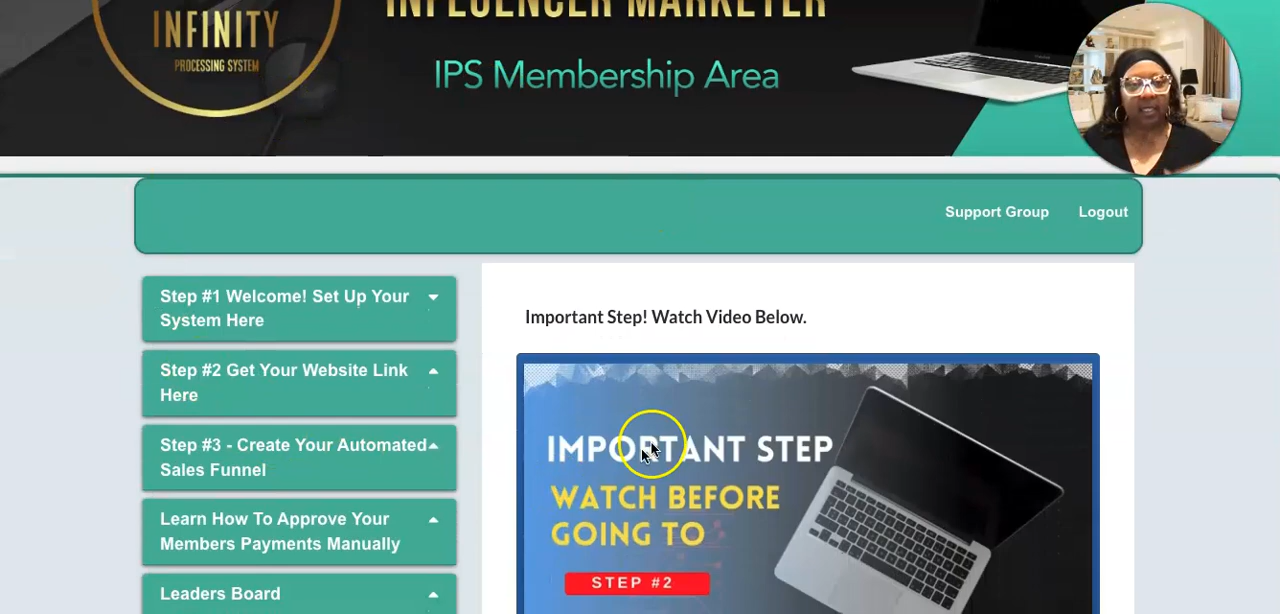 INFLUENCER MARKETER
INFINITY
PROCESSING SYSTEM
IPS Membership Area
Support Group
Logout
Step #1 Welcome! Set Up Your
System Here
Step #2 Get Your Website Link
Here
Step #3 - Create Your Automated
Sales Funnel
Learn How To Approve Your
Members Payments Manually
Leaders Board
Important Step! Watch Video Below.
IMPORTANT STEP
WATCH BEFORE
GOING TO
STEP #2